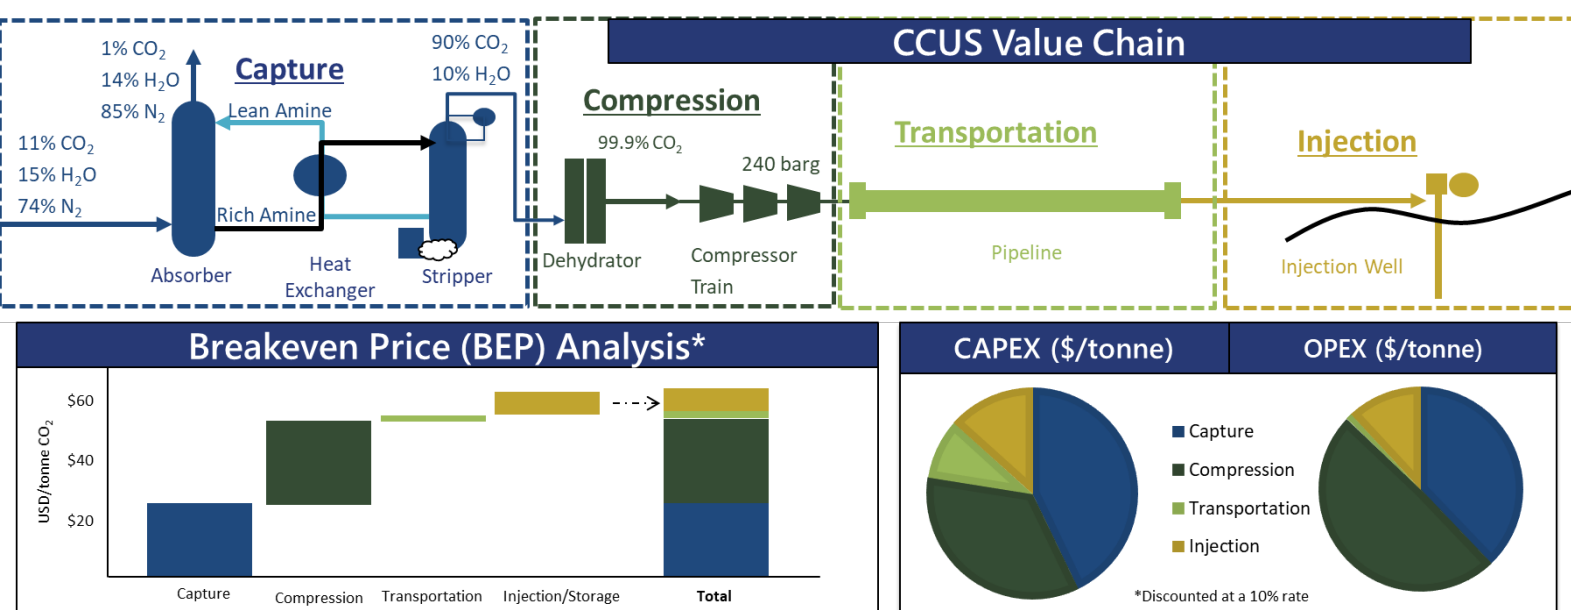 CCUS Value Chain
Capture
1% CO₂
14% H₂O
85% N₂
11% CO₂
15% H₂O
74% N₂
Lean Amine
Rich Amine
Absorber
Heat
Exchanger
90% CO₂
10% H₂O
Stripper
Compression
99.9% CO₂
240 barg
Dehydrator
Compressor
Train
Transportation
Pipeline
Injection
Injection Well
Breakeven Price (BEP) Analysis*
USD/tonne CO₂
$60
$40
$20
Capture
Compression
Transportation
Injection/Storage
Total
CAPEX ($/tonne)
OPEX ($/tonne)
Capture
Compression
Transportation
Injection
*Discounted at a 10% rate